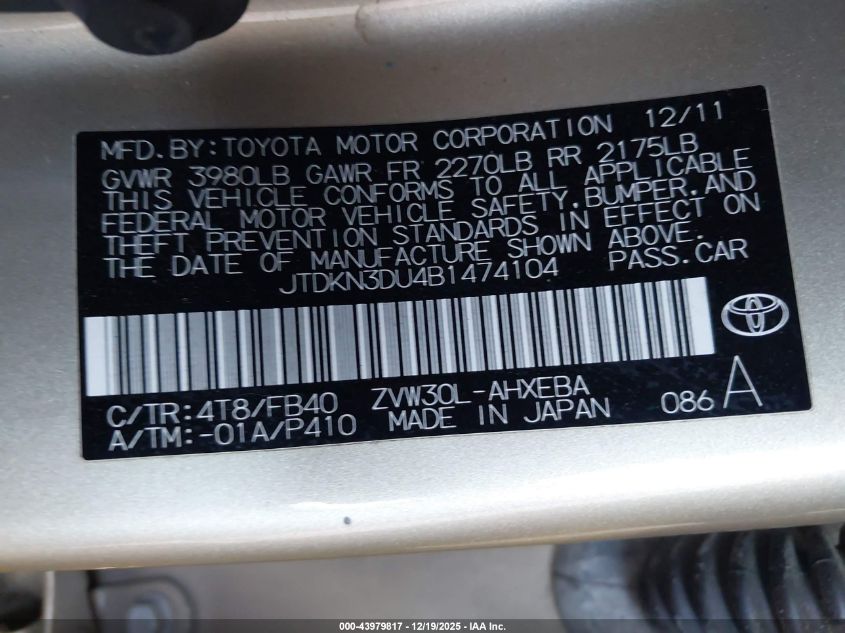 MFD. BY: TOYOTA MOTOR CORPORATION 12/11
GVWR 3980LB GAWR FR 2270LB RR 2175LB
THIS VEHICLE CONFORMS TO ALL APPLICABLE
FEDERAL MOTOR VEHICLE SAFETY, BUMPER, AND
THEFT PREVENTION STANDARDS IN EFFECT ON
THE DATE OF MANUFACTURE SHOWN ABOVE.
JTDKN3DU4B1474104 PASS. CAR
C/TR: 4T8/FB40 ZVW30L-AHXEBA
A/TM: -01A/P410 MADE IN JAPAN 086 A
000-43979817 - 12/19/2025 - IAA Inc.